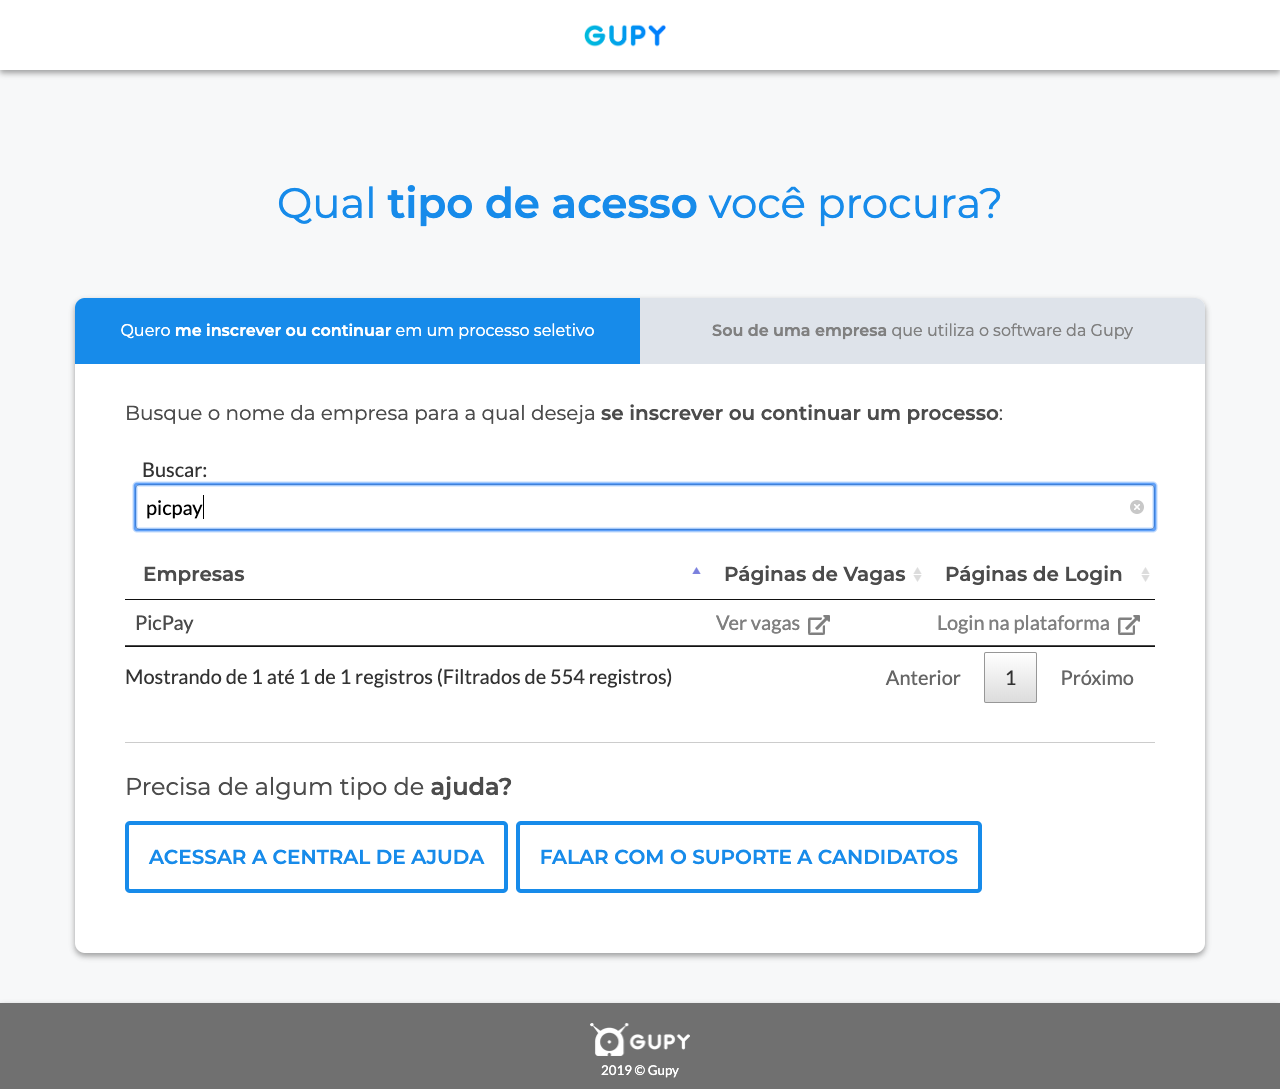 GUPY
Qual tipo de acesso você procura?
Quero me inscrever ou continuar em um processo seletivo
Sou de uma empresa que utiliza o software da Gupy
Busque o nome da empresa para a qual deseja se inscrever ou continuar um processo:
Buscar:
picpay
Empresas Páginas de Vagas Páginas de Login
PicPay Ver vagas Login na plataforma
Mostrando de 1 até 1 de 1 registros (Filtrados de 554 registros)
Anterior 1 Próximo
Precisa de algum tipo de ajuda?
ACESSAR A CENTRAL DE AJUDA
FALAR COM O SUPORTE A CANDIDATOS
GUPY
2019 © Gupy